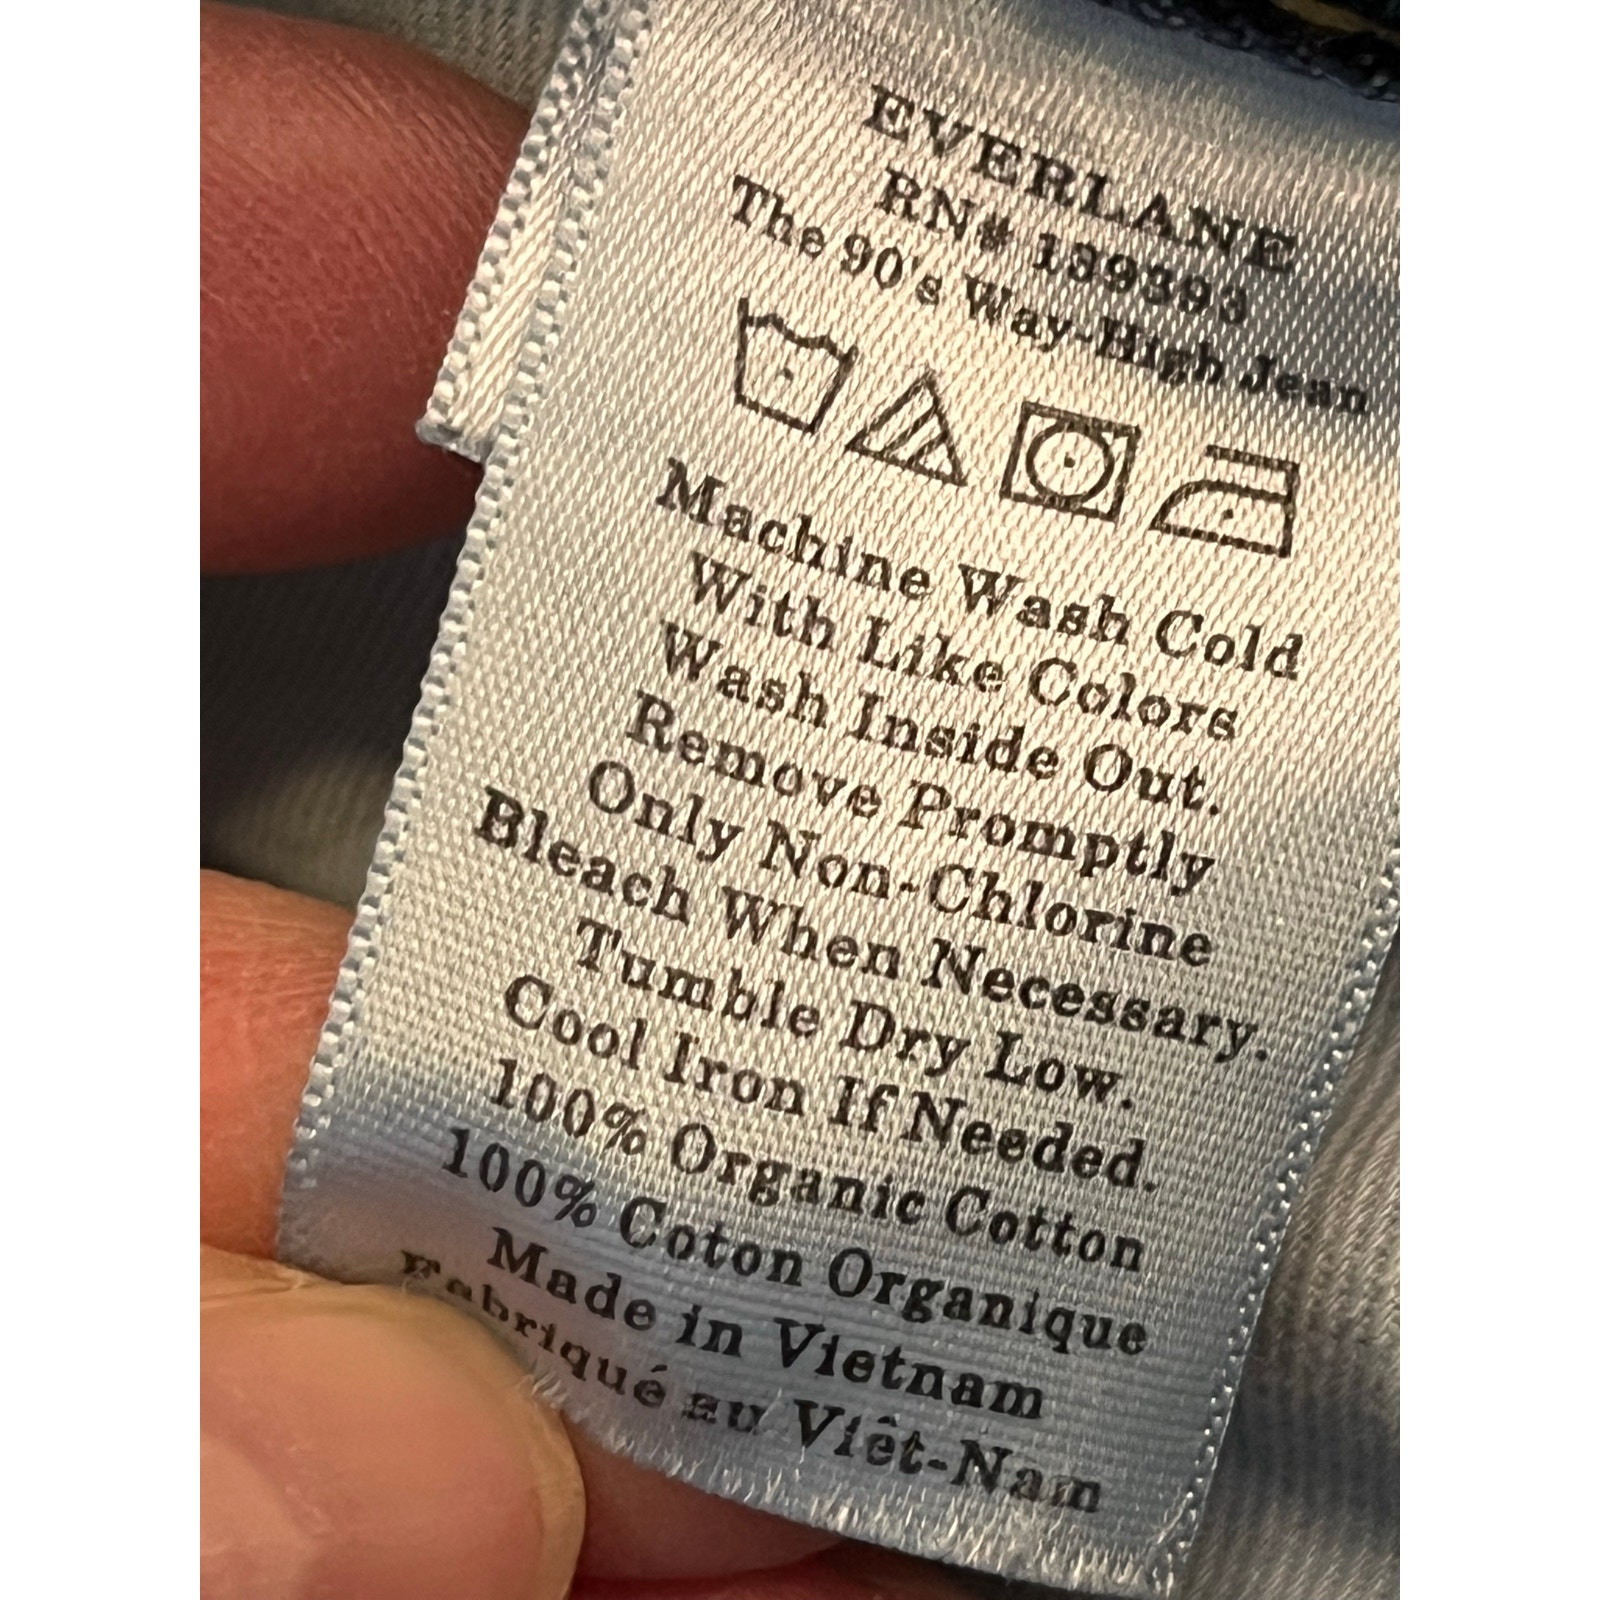 EVERLANE
RN# 139393
The 90's Way-High Jean
Machine Wash Cold
With Like Colors
Wash Inside Out.
Remove Promptly
Only Non-Chlorine
Bleach When Necessary.
Tumble Dry Low.
Cool Iron If Needed.
100% Organic Cotton
100% Coton Organique
Made in Vietnam
Fabriqué au Viêt-Nam